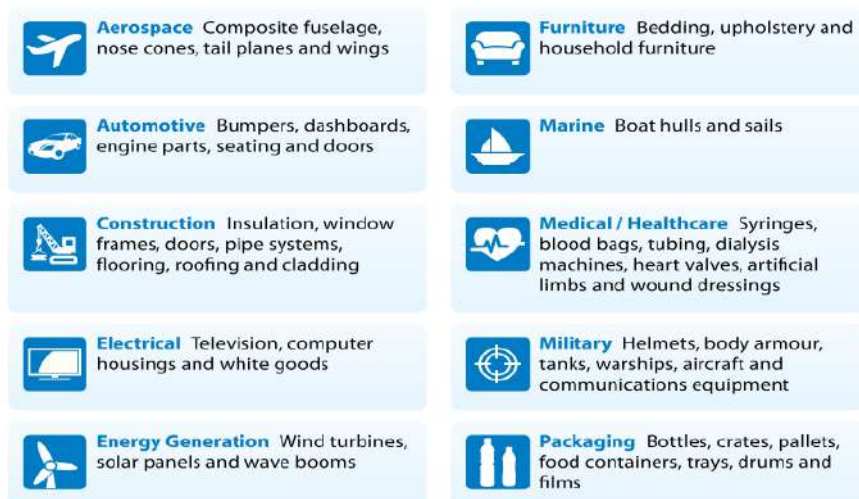 Aerospace Composite fuselage,
nose cones, tail planes and wings
Furniture Bedding, upholstery and
household furniture
Automotive Bumpers, dashboards,
engine parts, seating and doors
Marine Boat hulls and sails
Construction Insulation, window
frames, doors, pipe systems,
flooring, roofing and cladding
Medical / Healthcare Syringes,
blood bags, tubing, dialysis
machines, heart valves, artificial
limbs and wound dressings
Electrical Television, computer
housings and white goods
Military Helmets, body armour,
tanks, warships, aircraft and
communications equipment
Energy Generation Wind turbines,
solar panels and wave booms
Packaging Bottles, crates, pallets,
food containers, trays, drums and
films